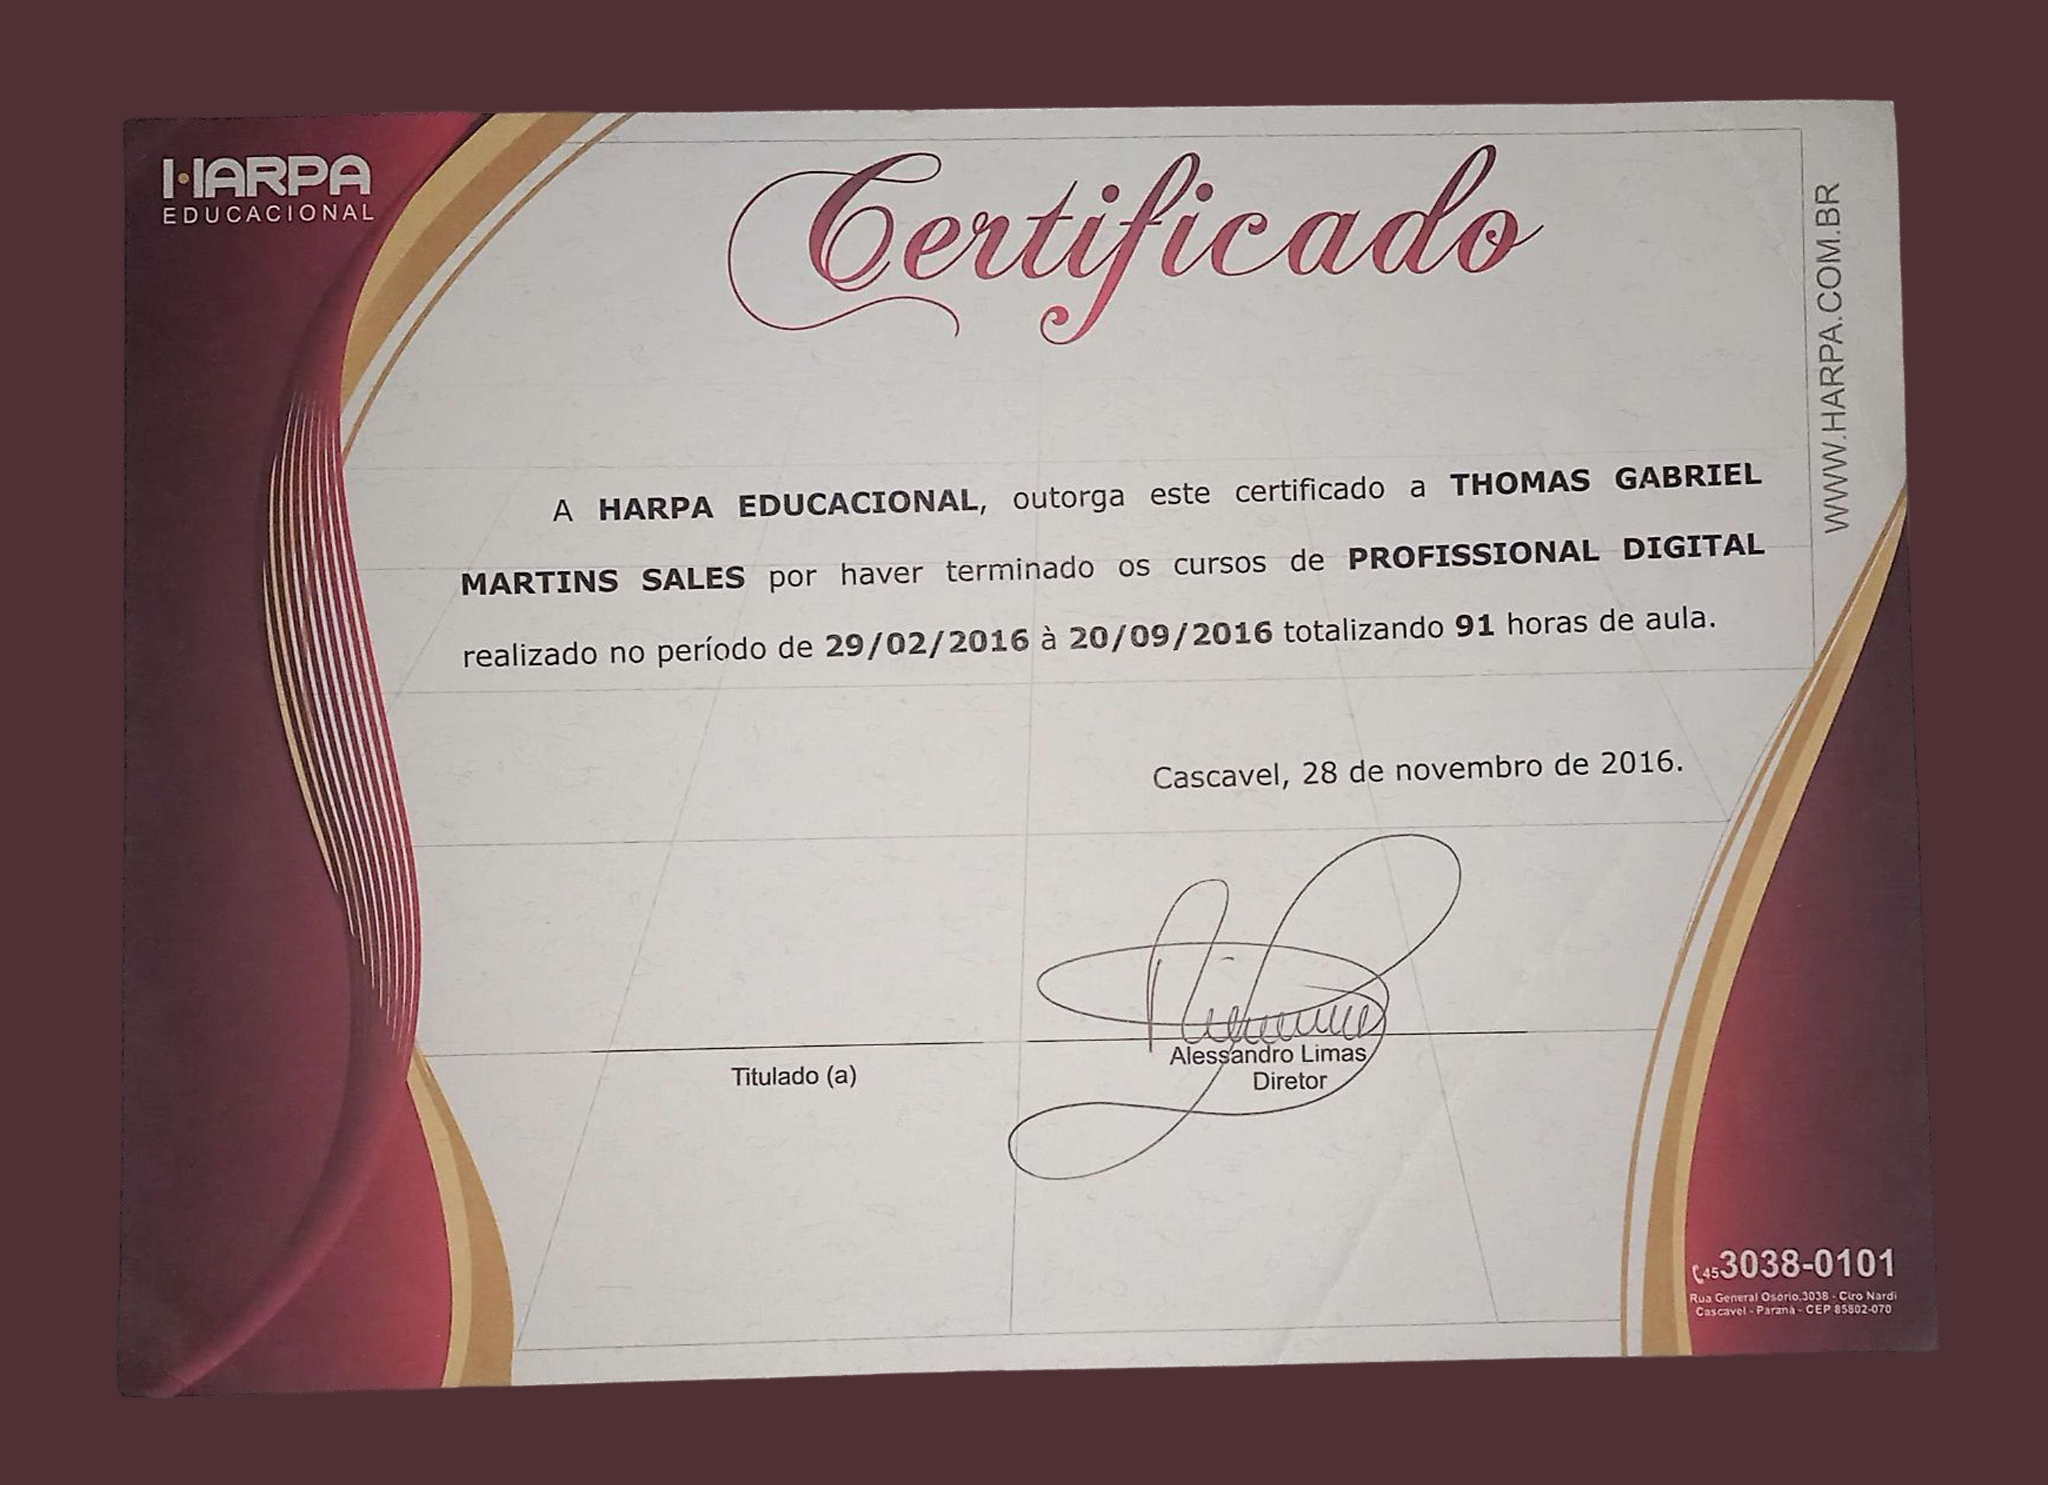 HARPA
EDUCACIONAL
Certificado
WWW.HARPA.COM.BR
A HARPA EDUCACIONAL, outorga este certificado a THOMAS GABRIEL
MARTINS SALES por haver terminado os cursos de PROFISSIONAL DIGITAL
realizado no período de 29/02/2016 à 20/09/2016 totalizando 91 horas de aula.
Cascavel, 28 de novembro de 2016.
Titulado (a)
Alessandro Limas
Diretor
45 3038-0101
Rua General Osório,3038 - Ciro Nardi
Cascavel - Paraná - CEP 85802-070